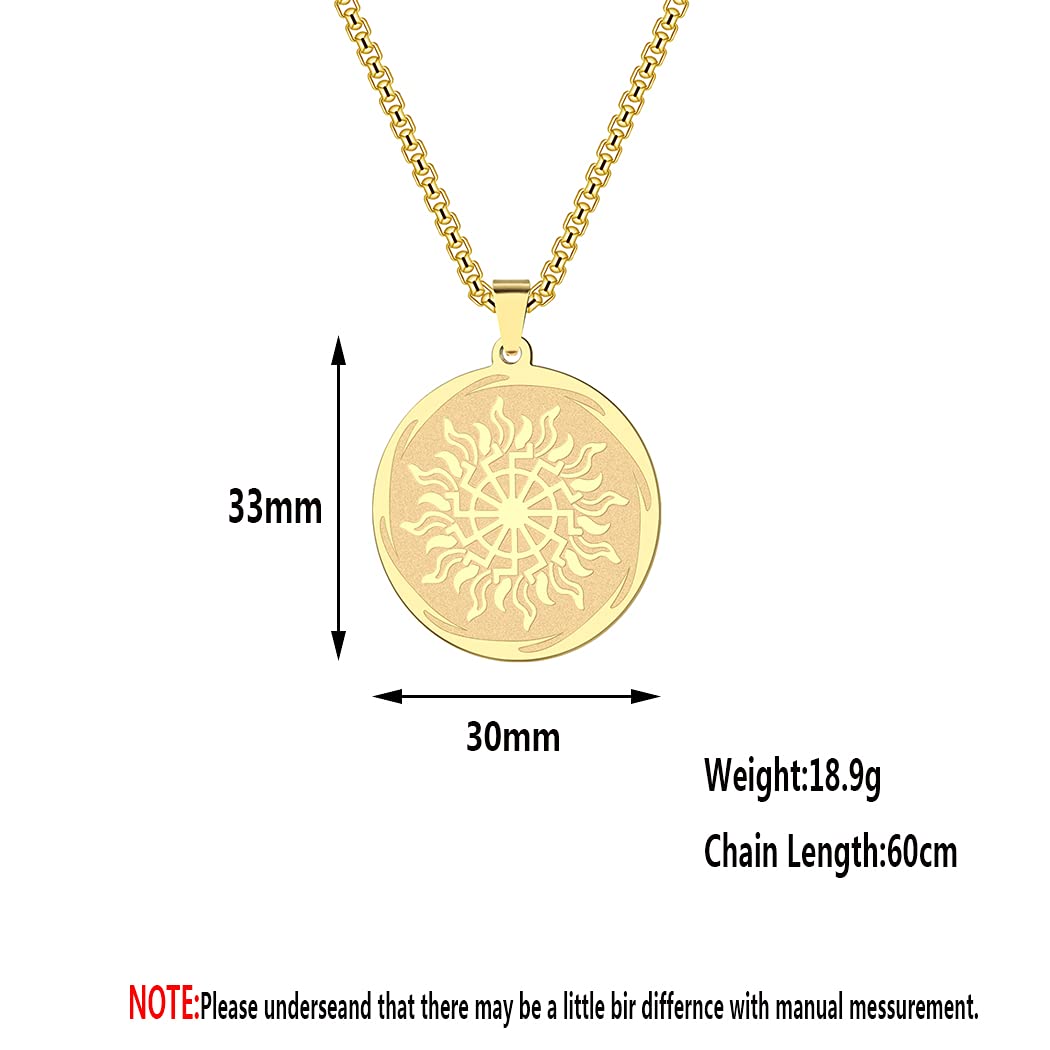 33mm
30mm
Weight:18.9g
Chain Length:60cm
NOTE:Please underseand that there may be a little bir differnce with manual messurement.